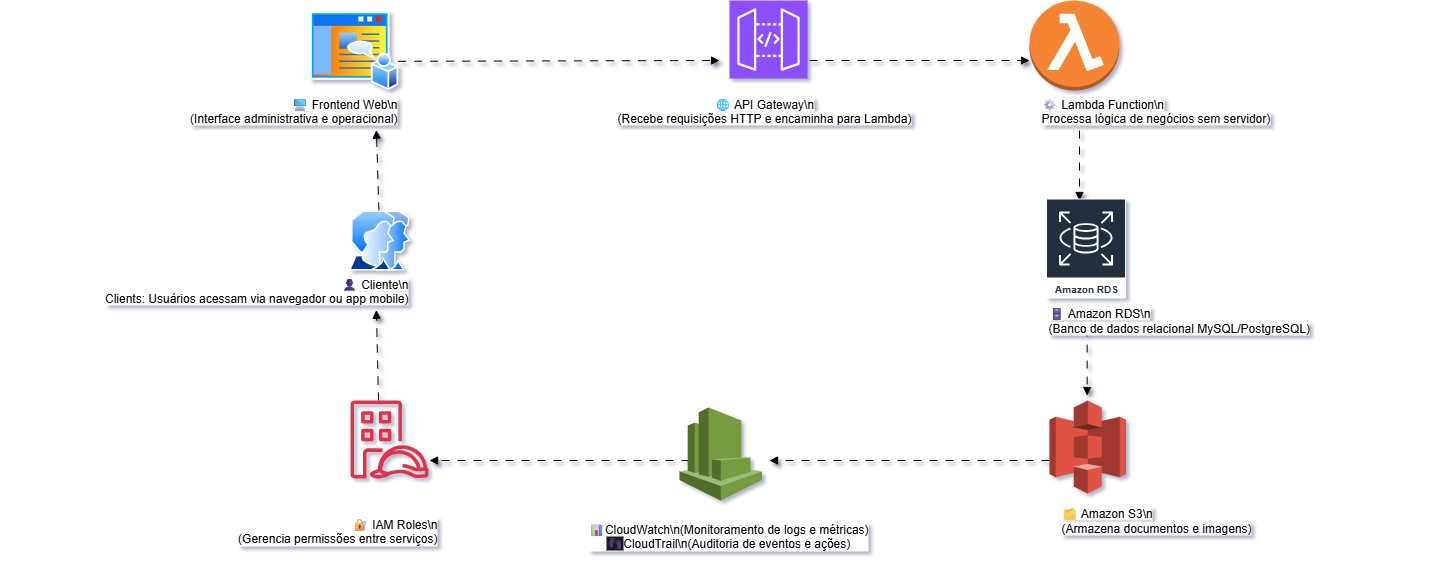 Frontend Web\n
(Interface administrativa e operacional)
API Gateway\n
(Recebe requisições HTTP e encaminha para Lambda)
Lambda Function\n
Processa lógica de negócios sem servidor)
Cliente\n
Clients: Usuários acessam via navegador ou app mobile)
Amazon RDS
Amazon RDS\n
(Banco de dados relacional MySQL/PostgreSQL)
IAM Roles\n
(Gerencia permissões entre serviços)
CloudWatch\n(Monitoramento de logs e métricas)
CloudTrail\n(Auditoria de eventos e ações)
Amazon S3\n
(Armazena documentos e imagens)